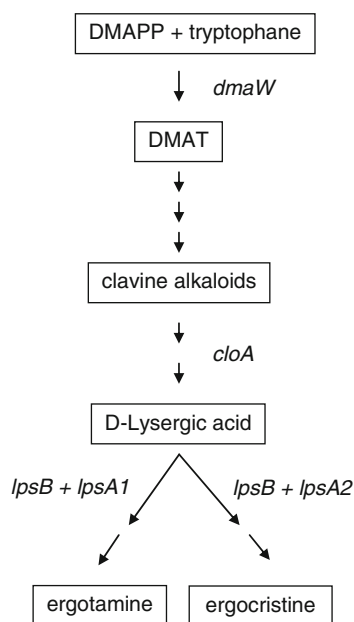 DMAPP + tryptophane
dmaW
DMAT
clavine alkaloids
cloA
D-Lysergic acid
lpsB + lpsA1
lpsB + lpsA2
ergotamine
ergocristine